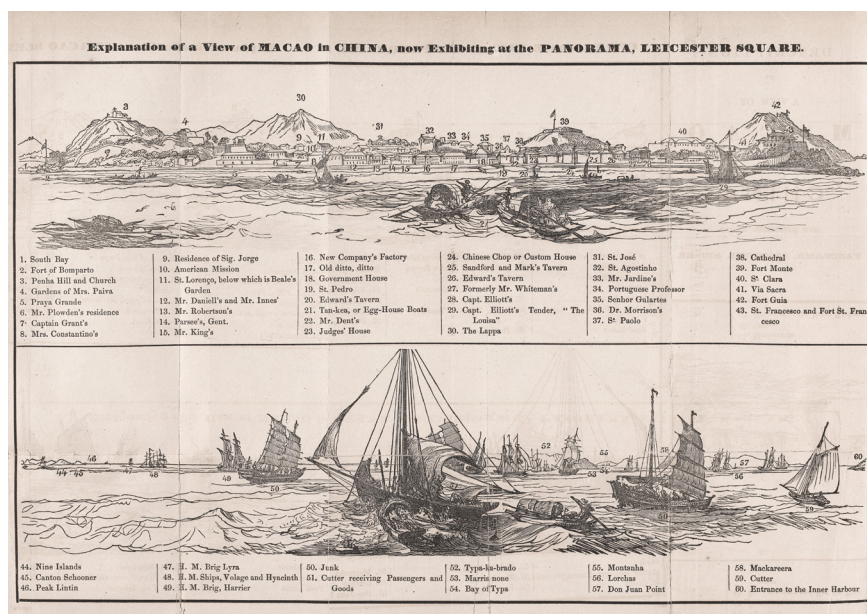 Explanation of a View of MACAO in CHINA, now Exhibiting at the PANORAMA, LEICESTER SQUARE.
1. South Bay
2. Fort of Bomparto
3. Penha Hill and Church
4. Gardens of Mrs. Paiva
5. Praya Grande
6. Mr. Plowden's residence
7. Captain Grant's
8. Mrs. Constantino's
9. Residence of Sig. Jorge
10. American Mission
11. St. Lorenço, below which is Beale's
Garden
12. Mr. Daniell's and Mr. Innes'
13. Mr. Robertson's
14. Parsee's, Gent.
15. Mr. King's
16. New Company's Factory
17. Old ditto, ditto
18. Government House
19. St. Pedro
20. Edward's Tavern
21. Tan-kea, or Egg-House Boats
22. Mr. Dent's
23. Judges' House
24. Chinese Chop or Custom House
25. Sandford and Mark's Tavern
26. Edward's Tavern
27. Formerly Mr. Whiteman's
28. Capt. Elliott's
29. Capt. Elliott's Tender, "The
Louisa"
30. The Lappa
31. St. José
32. St. Agostinho
33. Mr. Jardine's
34. Portuguese Professor
35. Senhor Gulartes
36. Dr. Morrison's
37. St. Paolo
38. Cathedral
39. Fort Monte
40. St. Clara
41. Via Sacra
42. Fort Guia
43. St. Francesco and Fort St. Fran
cesco
44. Nine Islands
45. Canton Schooner
46. Peak Lintin
47. H. M. Brig Lyra
48. H. M. Ships, Volage and Hyacinth
49. H. M. Brig, Harrier
50. Junk
51. Cutter receiving Passengers and
Goods
52. Typa-ka-brado
53. Marris none
54. Bay of Typa
55. Montanha
56. Lorchas
57. Don Juan Point
58. Mackareera
59. Cutter
60. Entrance to the Inner Harbour